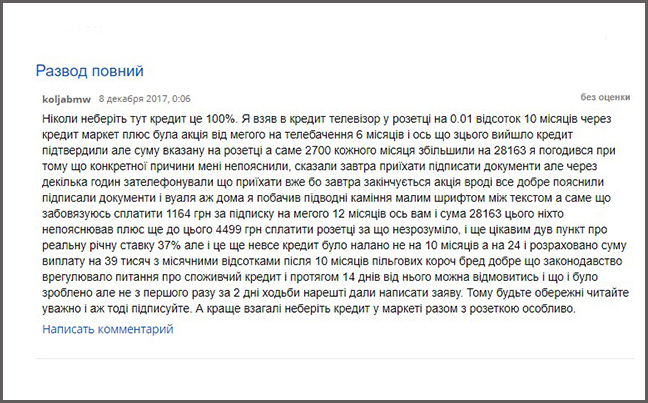 Развод повний
koljabmw 8 декабря 2017, 0:06
без оценки
Ніколи неберіть тут кредит це 100%. Я взяв в кредит телевізор у розетці на 0.01 відсоток 10 місяців через
кредит маркет плюс була акція від мегого на телебачення 6 місяців і ось що зцього вийшло кредит
підтвердили але суму вказану на розетці а саме 2700 кожного місяця збільшили на 28163 я погодився при
тому що конкретної причини мені непояснили, сказали завтра приїхати підписати документи але через
декілька годин зателефонували що приїхати вже бо завтра закінчується акція вроді все добре пояснили
підписали документи і вуаля аж дома я побачив підводні каміння малим шрифтом між текстом а саме що
забовязуюсь сплатити 1164 грн за підписку на мегого 12 місяців ось вам і сума 28163 цього ніхто
непояснював плюс ще до цього 4499 грн сплатити розетці за що незрозуміло, і ще цікавим дув пункт про
реальну річну ставку 37% але і це ще невсе кредит було налано не на 10 місяців а на 24 і розраховано суму
виплату на 39 тисяч з місячними відсотками після 10 місяців пільгових короч бред добре що законодавство
врегулювало питання про споживчий кредит і протягом 14 днів від нього можна відмовитись і що і було
зроблено але не з першого разу за 2 дні ходьби нарешті дали написати заяву. Тому будьте обережні читайте
уважно і аж тоді підписуйте. А краще взагалі неберіть кредит у маркеті разом з розеткою особливо.
Написать комментарий